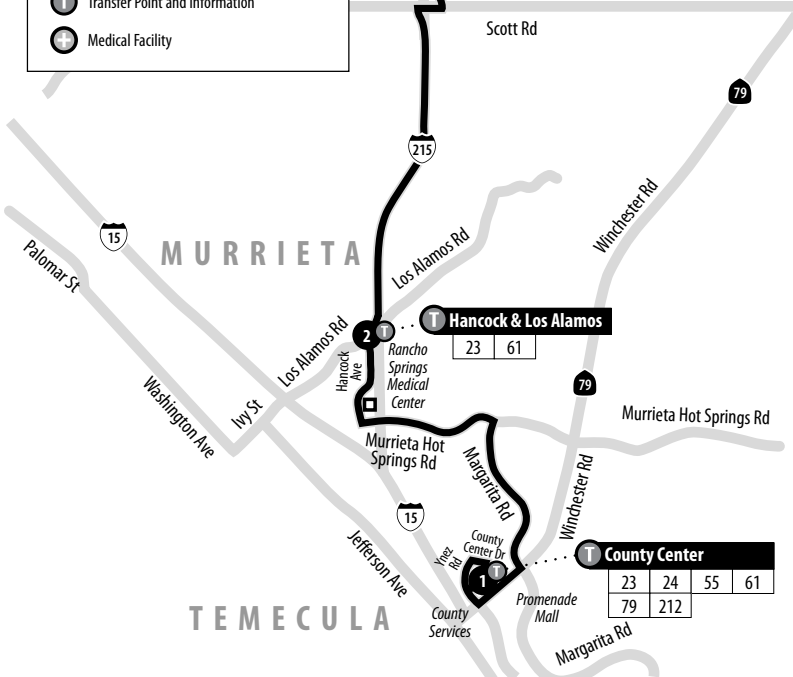 T Transfer Point and Information
Medical Facility
Scott Rd
79
215
Winchester Rd
15
MURRIETA
Los Alamos Rd
Palomar St
T Hancock & Los Alamos
23 61
2
T
Los Alamos Rd
Hancock
Ave
Rancho
Springs
Medical
Center
79
Washington Ave
Ivy St
Murrieta Hot Springs Rd
Murrieta Hot
Springs Rd
Margarita Rd
Winchester Rd
15
Jefferson Ave
Ynez
Rd
County
Center Dr
T County Center
23 24 55 61
79 212
T
1
TEMECULA
County
Services
Promenade
Mall
Margarita Rd